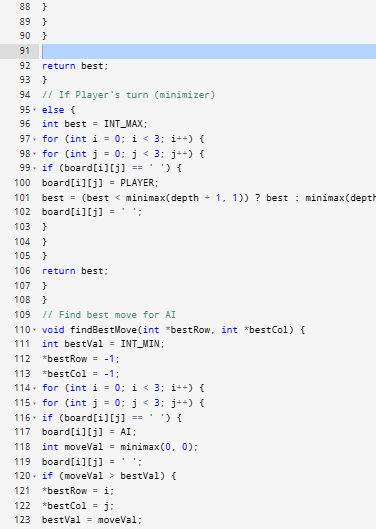 88 }
89 }
90 }
91
92 return best;
93 }
94 // If Player's turn (minimizer)
95 else {
96 int best = INT_MAX;
97 for (int i = 0; i < 3; i++) {
98 for (int j = 0; j < 3; j++) {
99 if (board[i][j] == ' ') {
100 board[i][j] = PLAYER;
101 best = (best < minimax(depth + 1, 1)) ? best : minimax(depth
102 board[i][j] = ' ';
103 }
104 }
105 }
106 return best;
107 }
108 }
109 // Find best move for AI
110 void findBestMove(int *bestRow, int *bestCol) {
111 int bestVal = INT_MIN;
112 *bestRow = -1;
113 *bestCol = -1;
114 for (int i = 0; i < 3; i++) {
115 for (int j = 0; j < 3; j++) {
116 if (board[i][j] == ' ') {
117 board[i][j] = AI;
118 int moveVal = minimax(0, 0);
119 board[i][j] = ' ';
120 if (moveVal > bestVal) {
121 *bestRow = i;
122 *bestCol = j;
123 bestVal = moveVal;